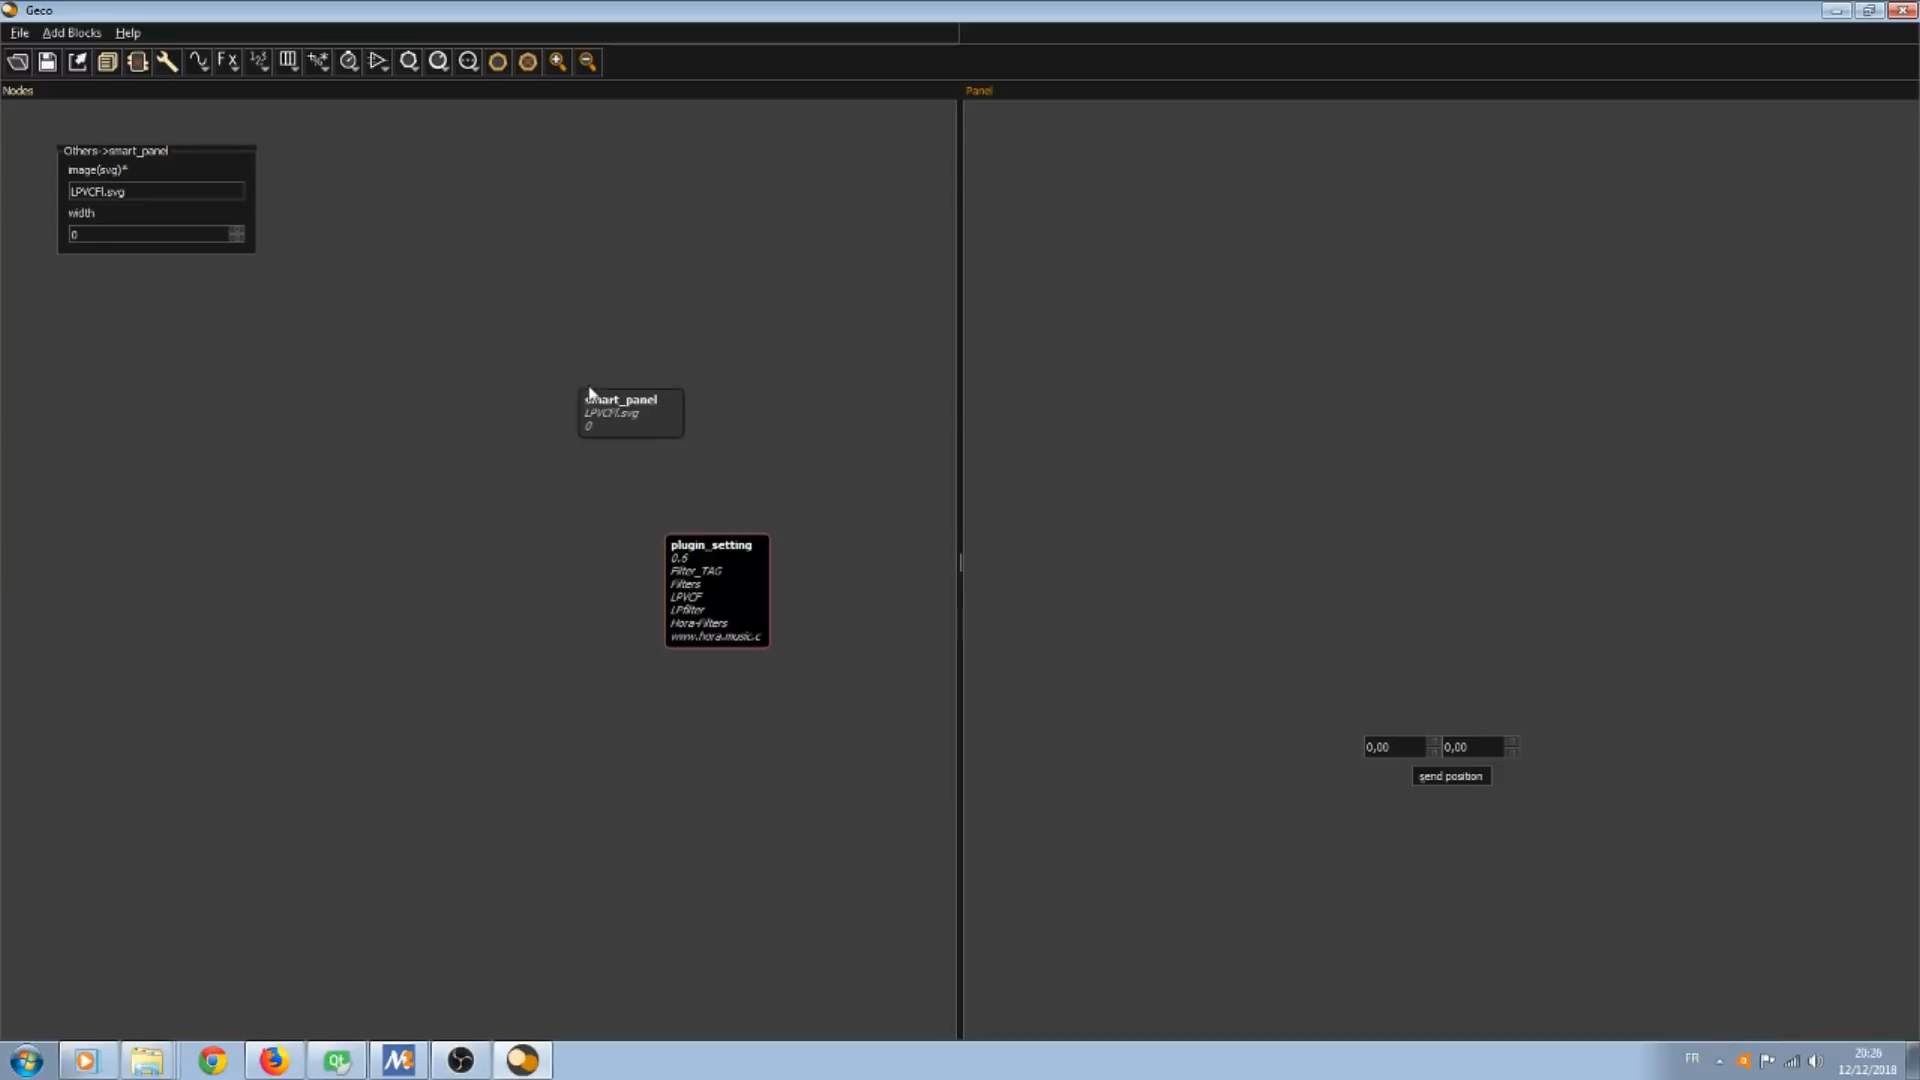 Geco
File Add Blocks Help
Nodes
Panel
Others->smart_panel
image(svg)*
LPVCFl.svg
width
0
smart_panel
LPVCFl.svg
0
plugin_setting
0.6
Filter_TAG
Filters
LPVCF
LPfilter
Hora-Filters
www.hora.music.c
0,00 0,00
send position
FR
20:26
12/12/2018